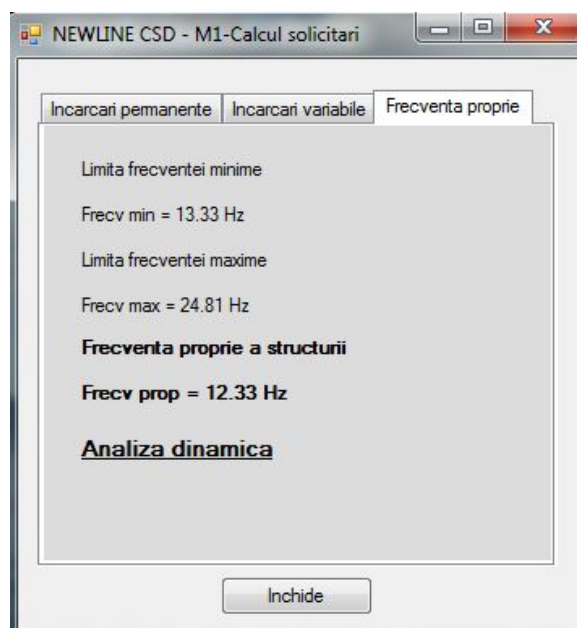 NEWLINE CSD - M1-Calcul solicitari
Incarcari permanente Incarcari variabile Frecventa proprie
Limita frecventei minime
Frecv min = 13.33 Hz
Limita frecventei maxime
Frecv max = 24.81 Hz
Frecventa proprie a structurii
Frecv prop = 12.33 Hz
Analiza dinamica
Inchide